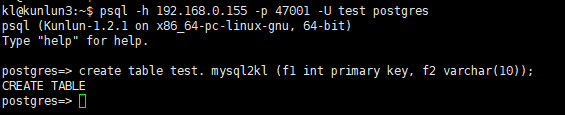 kl@kunlun3:~$ psql -h 192.168.0.155 -p 47001 -U test postgres
psql (Kunlun-1.2.1 on x86_64-pc-linux-gnu, 64-bit)
Type "help" for help.
postgres=> create table test. mysql2kl (f1 int primary key, f2 varchar(10));
CREATE TABLE
postgres=>